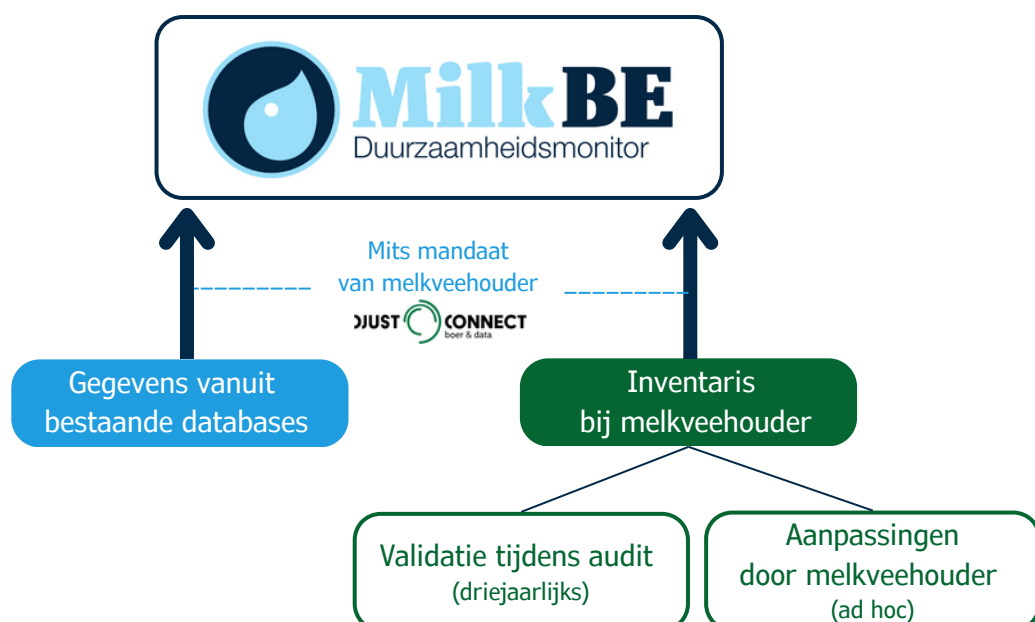 MilkBE
Duurzaamheidsmonitor
Mits mandaat
van melkveehouder
DJUST CONNECT
boer & data
Gegevens vanuit
bestaande databases
Inventaris
bij melkveehouder
Validatie tijdens audit
(driejaarlijks)
Aanpassingen
door melkveehouder
(ad hoc)